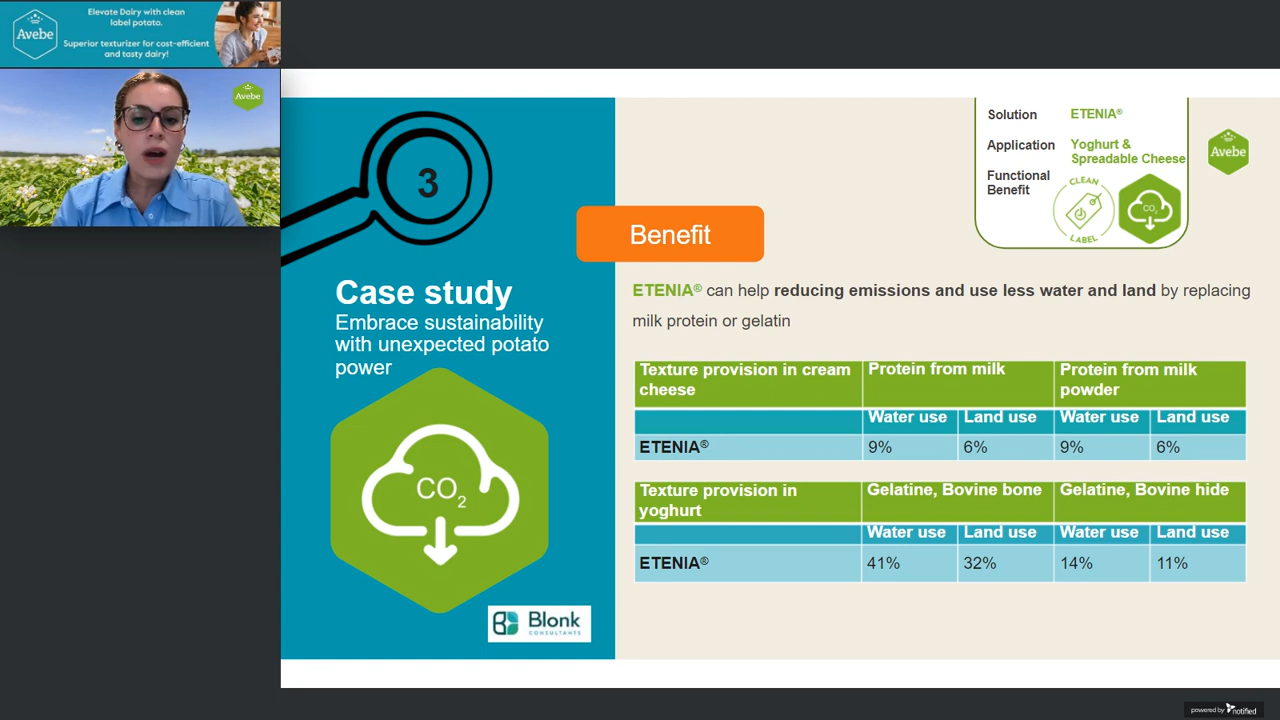 Elevate Dairy with clean
label potato.
Avebe
Superior texturizer for cost-efficient
and tasty dairy!
Avebe
3
Case study
Embrace sustainability
with unexpected potato
power
CO2
Blonk
CONSULTANTS
Benefit
Solution ETENIA®
Application Yoghurt &
Spreadable Cheese
Functional
Benefit
CLEAN
LABEL
CO2
Avebe
ETENIA® can help reducing emissions and use less water and land by replacing
milk protein or gelatin
Texture provision in cream
cheese
Protein from milk
Protein from milk
powder
Water use Land use Water use Land use
ETENIA® 9% 6% 9% 6%
Texture provision in
yoghurt
Gelatine, Bovine bone
Gelatine, Bovine hide
Water use Land use Water use Land use
ETENIA® 41% 32% 14% 11%
powered by notified